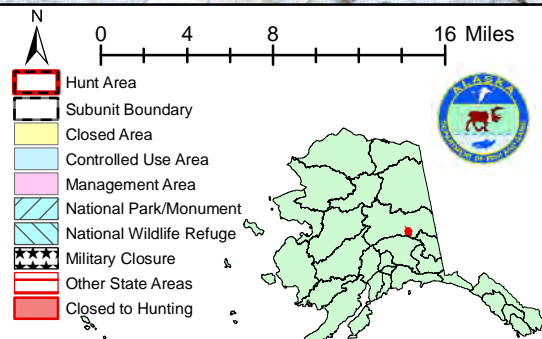 N
0 4 8 16 Miles
Hunt Area
Subunit Boundary
Closed Area
Controlled Use Area
Management Area
National Park/Monument
National Wildlife Refuge
Military Closure
Other State Areas
Closed to Hunting
ALASKA